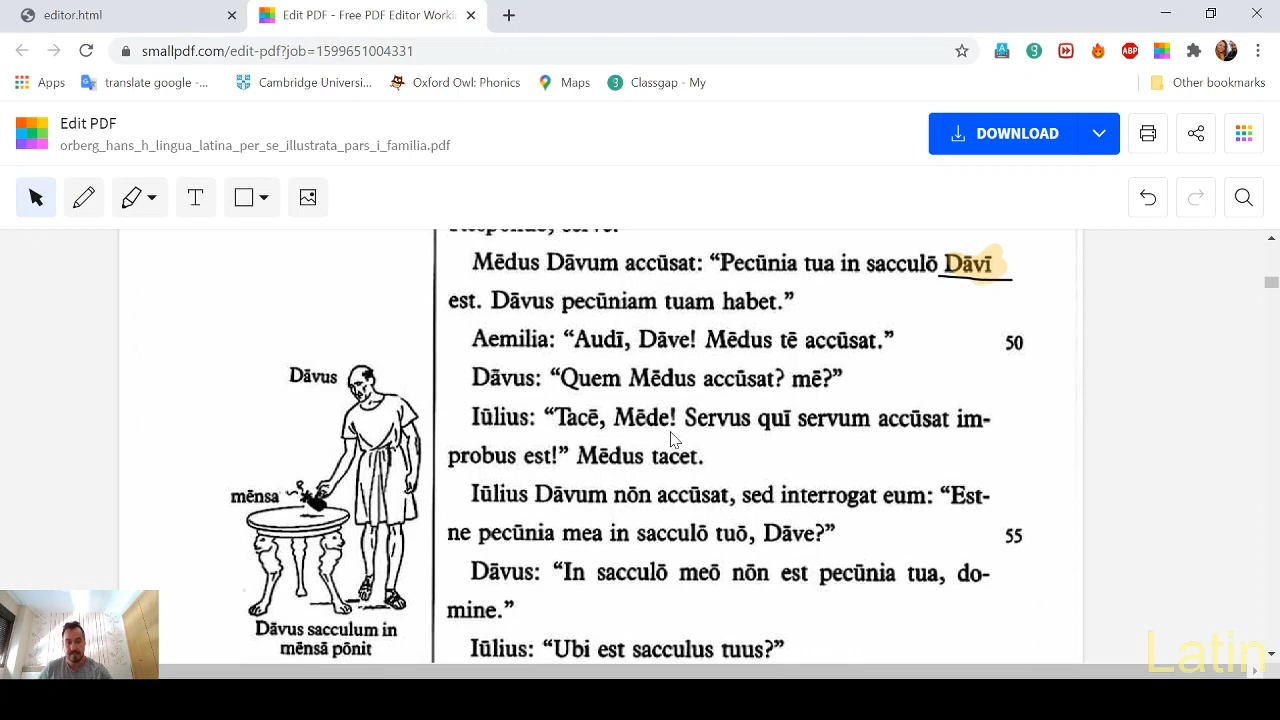 editor.html
Edit PDF - Free PDF Editor Workin
smallpdf.com/edit-pdf?job=1599651004331
Apps
translate google -...
Cambridge Universi...
Oxford Owl: Phonics
Maps
Classgap - My
Other bookmarks
Edit PDF
orberg_hans_h_lingua_latina_per_se_illustrata_pars_i_familia.pdf
DOWNLOAD
Mēdus Dāvum accūsat: “Pecūnia tua in sacculō Dāvī
est. Dāvus pecūniam tuam habet.”
Aemilia: “Audī, Dāve! Mēdus tē accūsat.” 50
Dāvus: “Quem Mēdus accūsat? mē?”
Iūlius: “Tacē, Mēde! Servus quī servum accūsat im-
probus est!” Mēdus tacet.
Iūlius Dāvum nōn accūsat, sed interrogat eum: “Est-
ne pecūnia mea in sacculō tuō, Dāve?” 55
Dāvus: “In sacculō meō nōn est pecūnia tua, do-
mine.”
Iūlius: “Ubi est sacculus tuus?”
Dāvus
mēnsa
Dāvus sacculum in
mēnsā pōnit
Latin